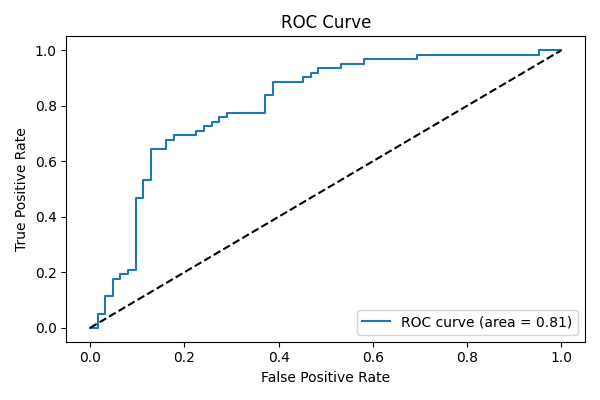 ROC Curve
1.0
0.8
0.6
0.4
0.2
0.0
True Positive Rate
ROC curve (area = 0.81)
0.0 0.2 0.4 0.6 0.8 1.0
False Positive Rate